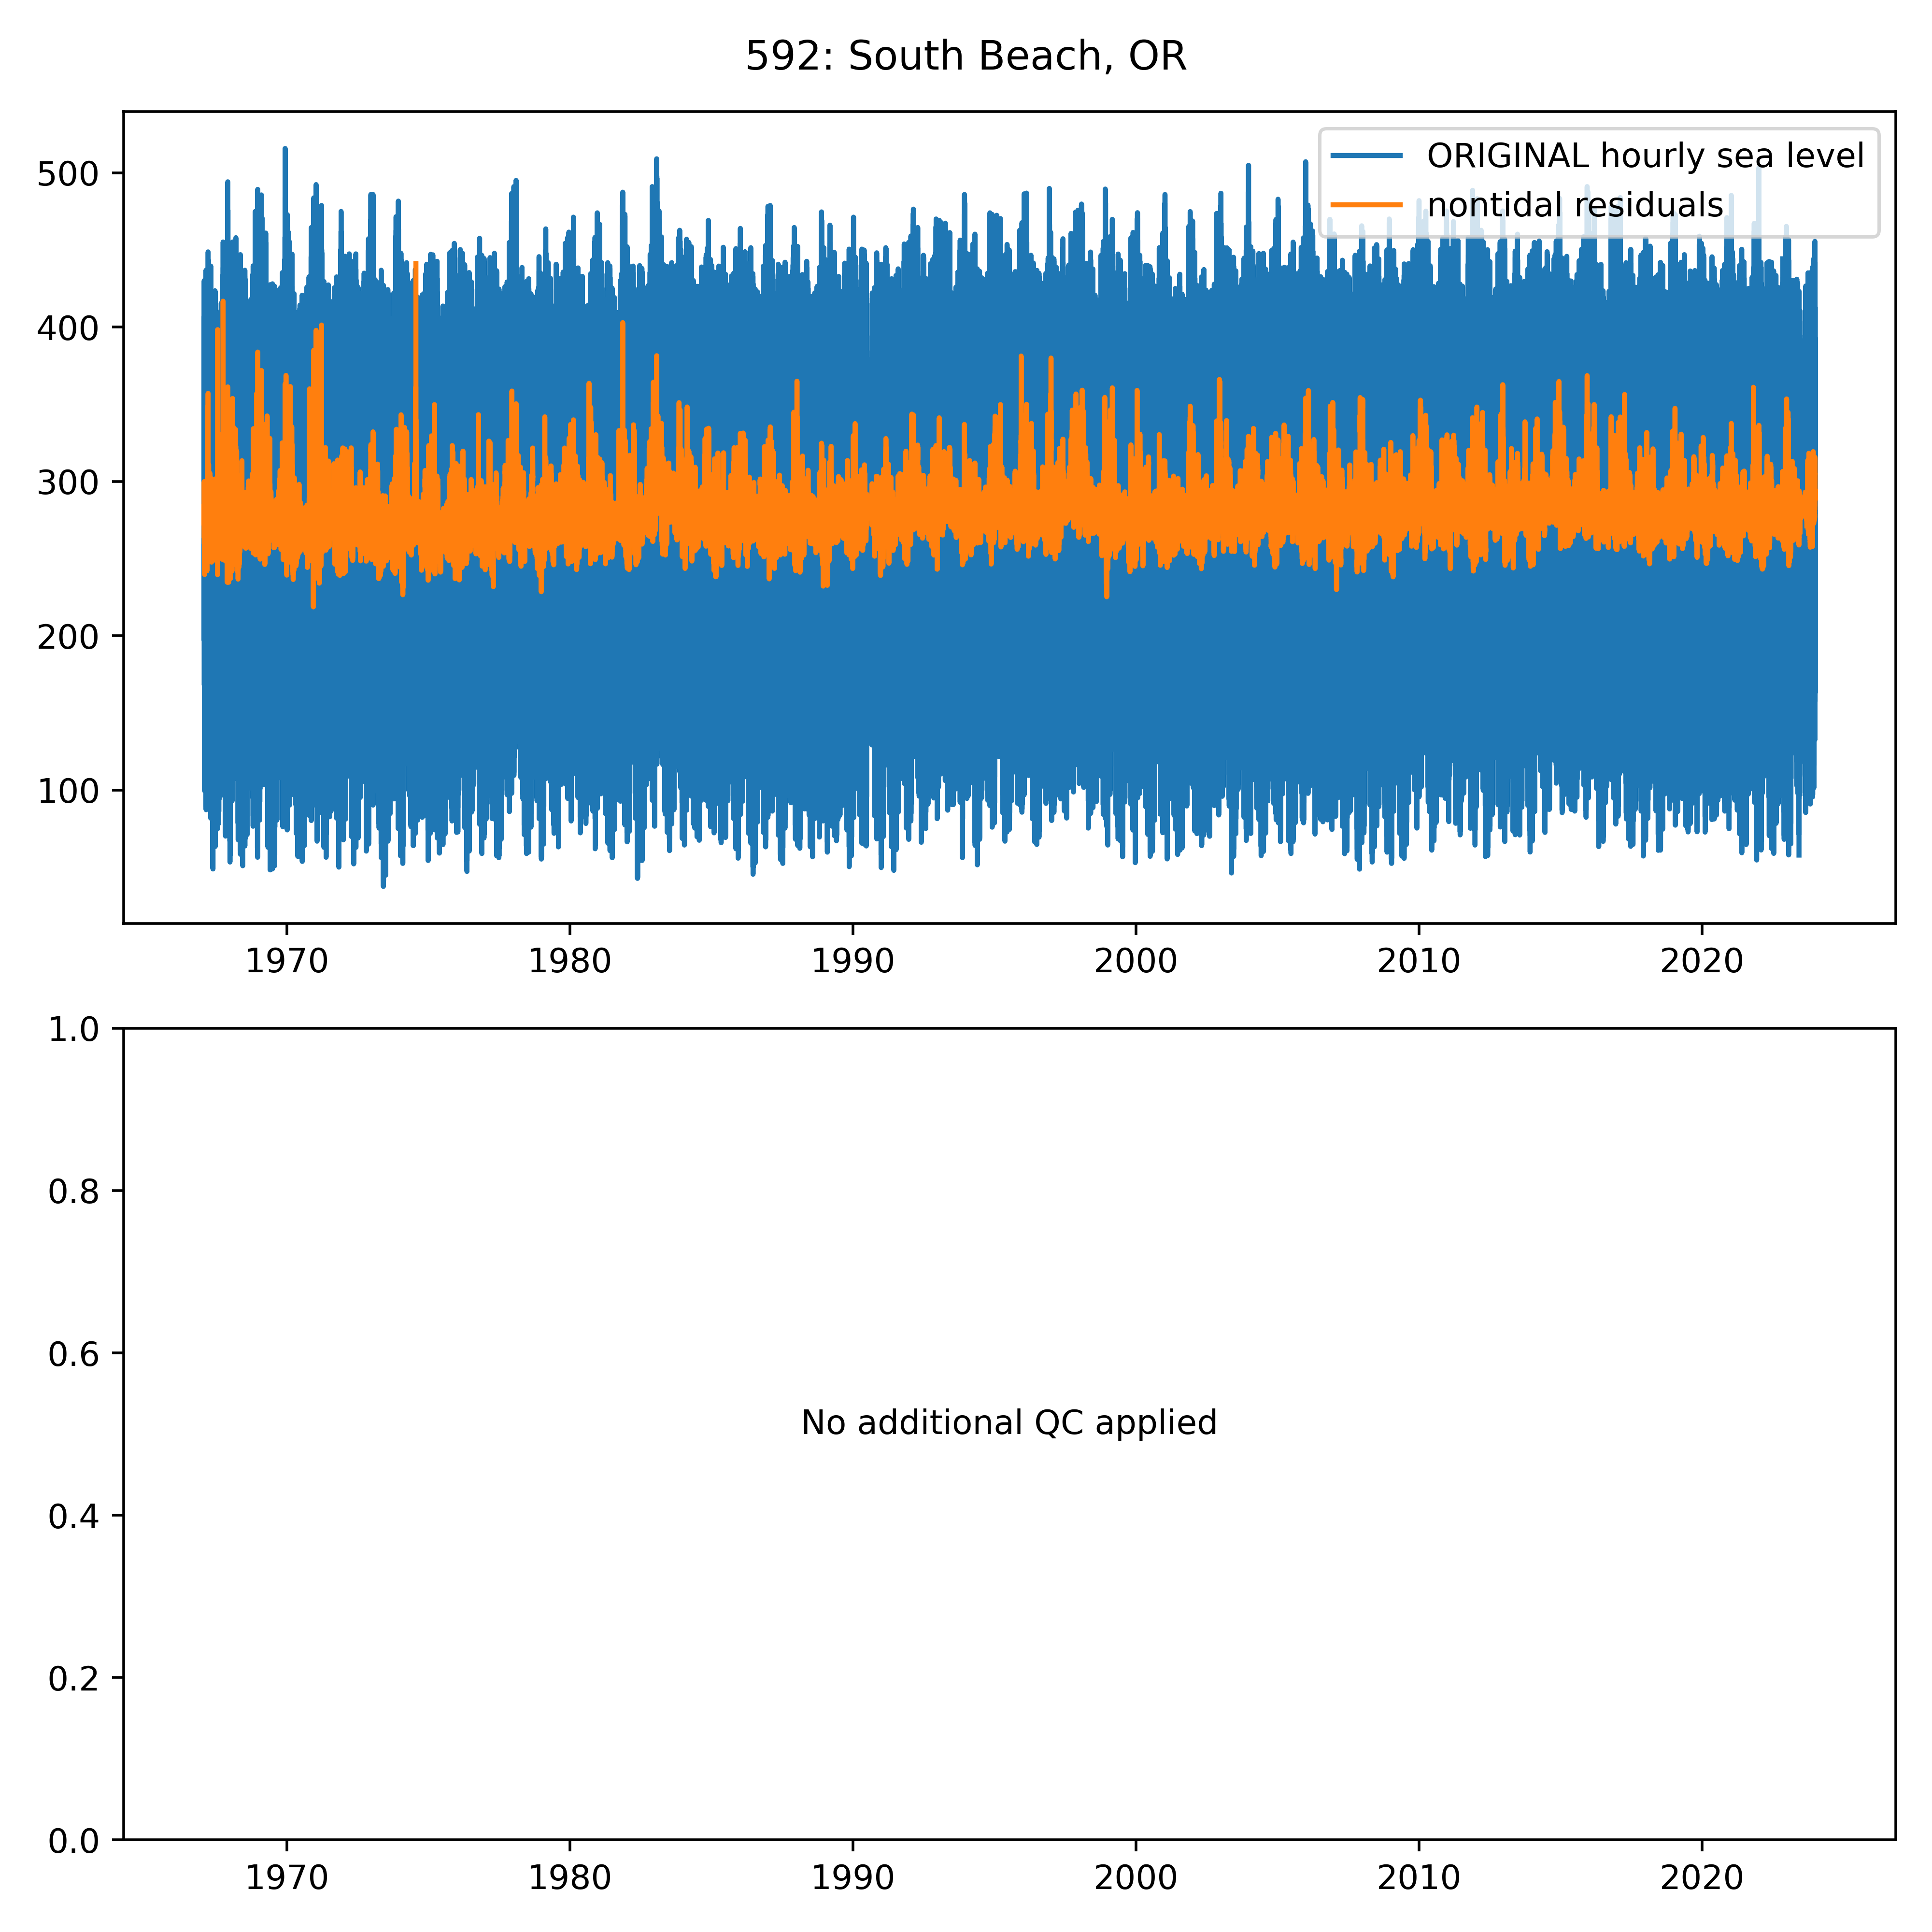 592: South Beach, OR
ORIGINAL hourly sea level
nontidal residuals
500
400
300
200
100
1970 1980 1990 2000 2010 2020
1.0
0.8
0.6
0.4
0.2
0.0
No additional QC applied
1970 1980 1990 2000 2010 2020